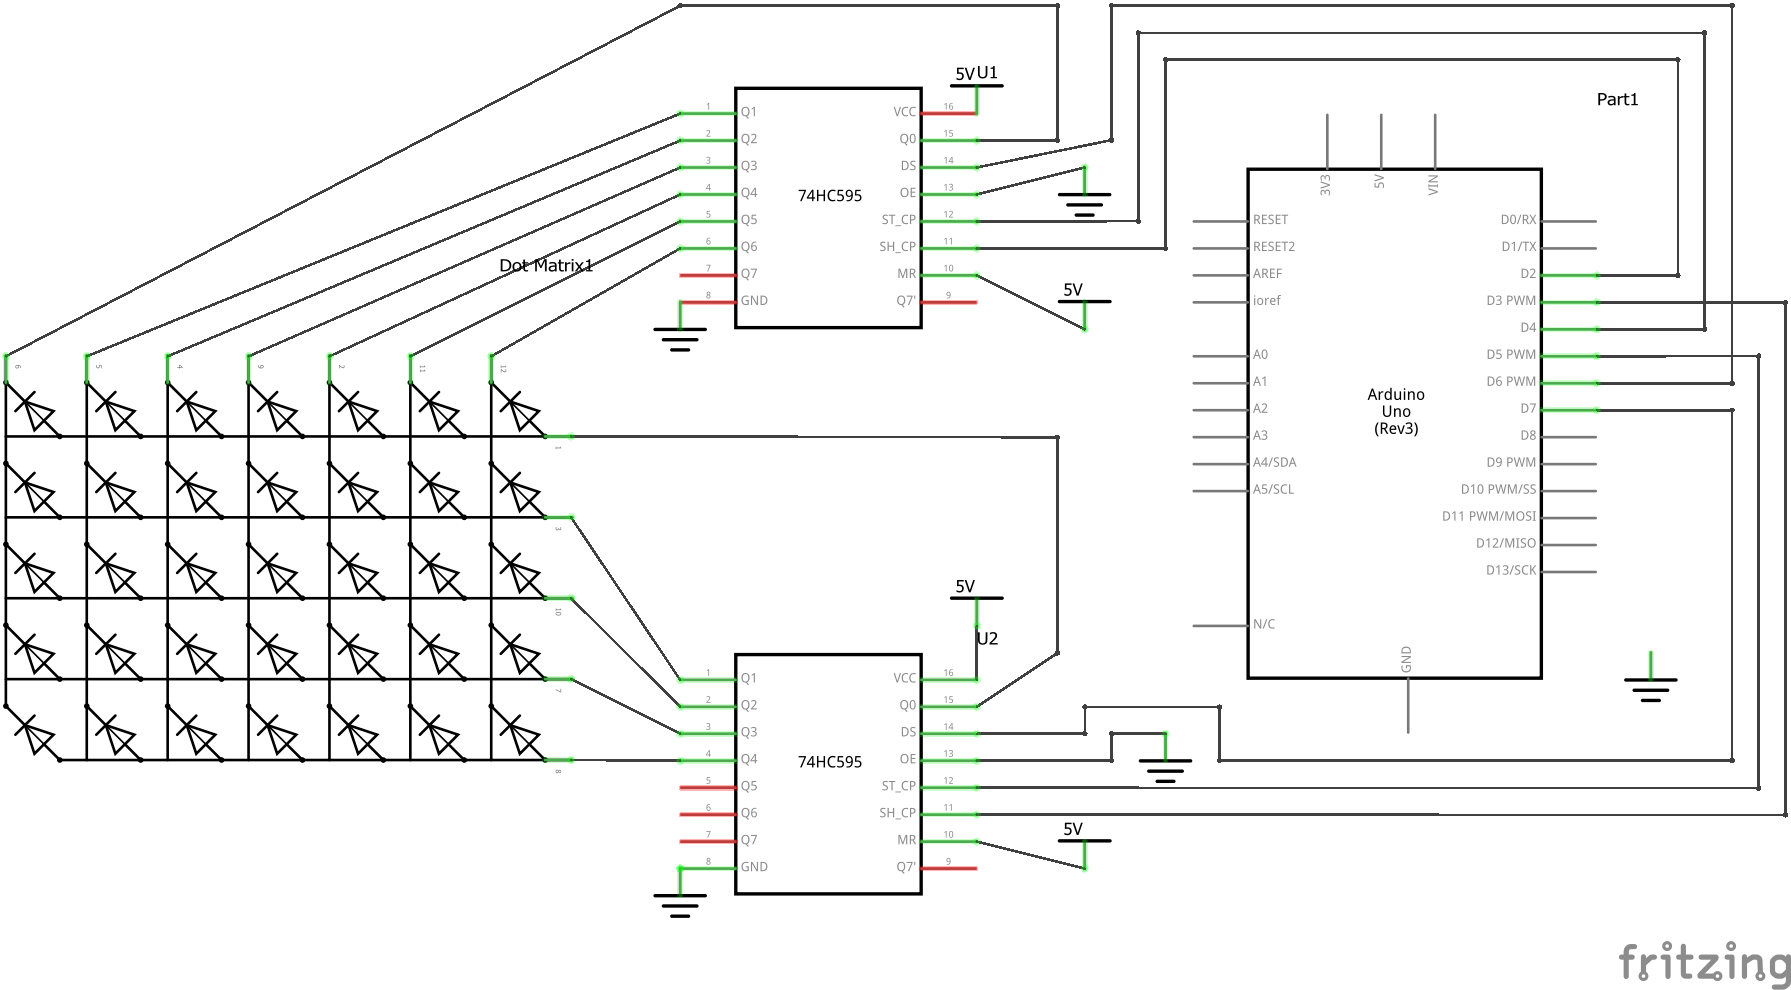 5V U1
1 Q1 VCC 16
2 Q2 Q0 15
3 Q3 DS 14
4 Q4 OE 13
5 Q5 ST_CP 12
6 Q6 SH_CP 11
7 Q7 MR 10
8 GND Q7' 9
74HC595
5V
Dot Matrix1
6 5 4 9 2 11 12
1
3
10
7
8
5V
U2
1 Q1 VCC 16
2 Q2 Q0 15
3 Q3 DS 14
4 Q4 OE 13
5 Q5 ST_CP 12
6 Q6 SH_CP 11
7 Q7 MR 10
8 GND Q7' 9
74HC595
5V
Part1
3V3 5V VIN
RESET D0/RX
RESET2 D1/TX
AREF D2
ioref D3 PWM
D4
A0 D5 PWM
A1 D6 PWM
A2 D7
A3 D8
A4/SDA D9 PWM
A5/SCL D10 PWM/SS
D11 PWM/MOSI
D12/MISO
D13/SCK
Arduino
Uno
(Rev3)
N/C
GND
fritzing